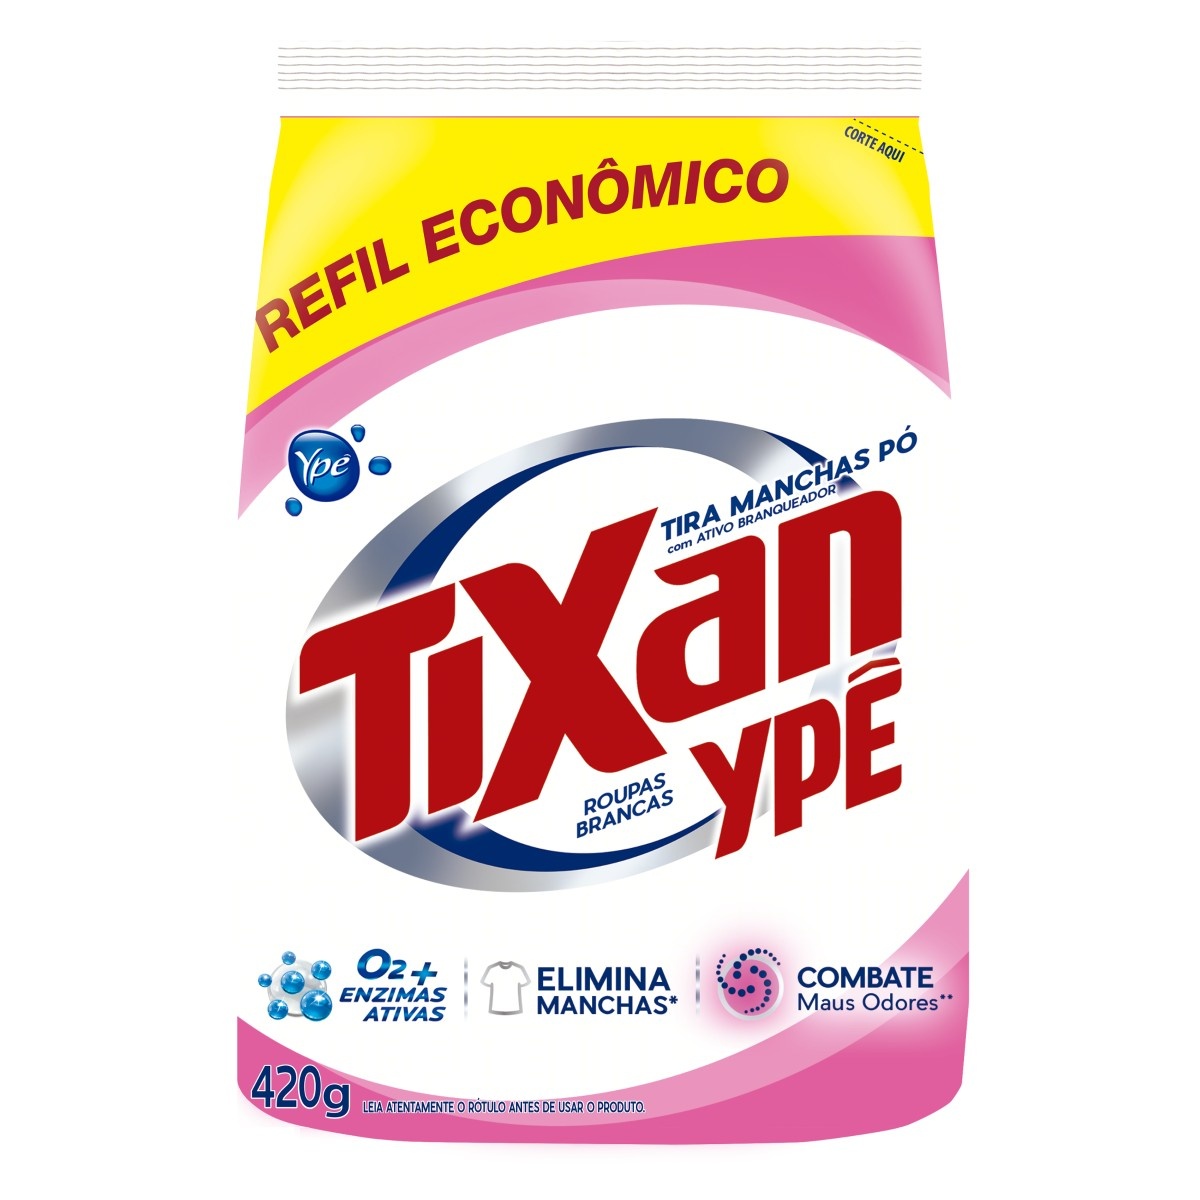 CORTE AQUI
REFIL ECONÔMICO
Ypê
TIRA MANCHAS PÓ
com ATIVO BRANQUEADOR
TiXan
YPÊ
ROUPAS
BRANCAS
O2+
ENZIMAS
ATIVAS
ELIMINA
MANCHAS*
COMBATE
Maus Odores**
420g
LEIA ATENTAMENTE O RÓTULO ANTES DE USAR O PRODUTO.